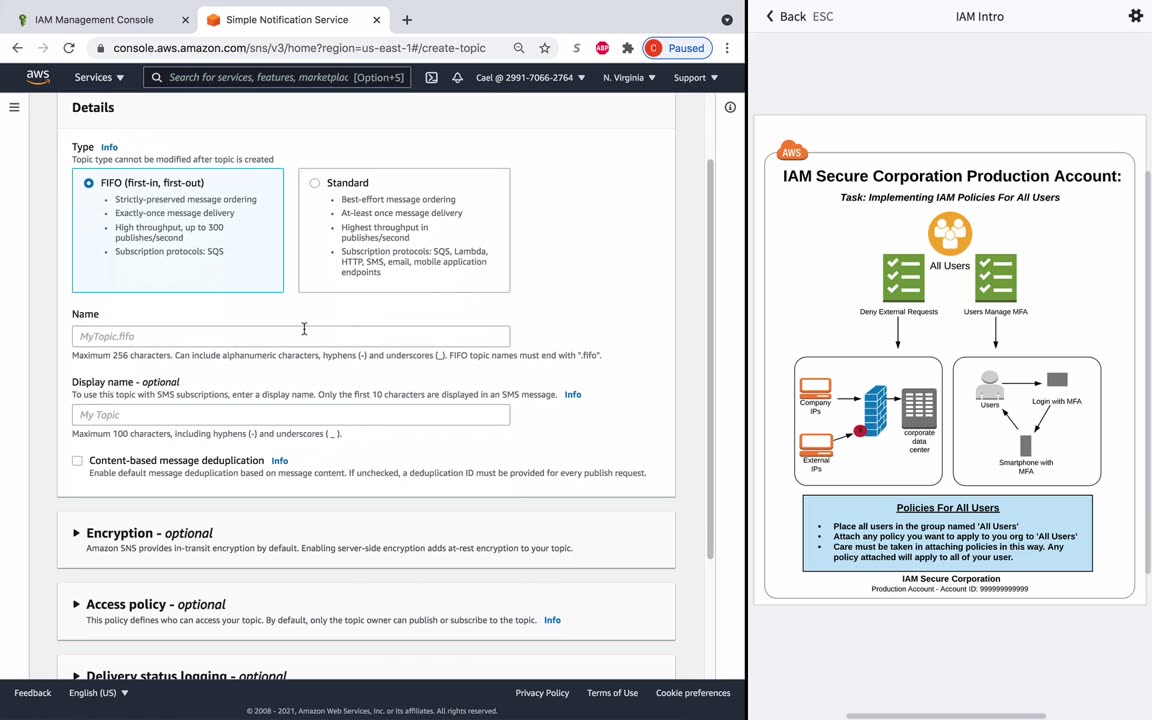 IAM Management Console
Simple Notification Service
console.aws.amazon.com/sns/v3/home?region=us-east-1#/create-topic
S
ABP
C Paused
aws
Services
Search for services, features, marketplac [Option+S]
Cael @ 2991-7066-2764
N. Virginia
Support
Details
Type Info
Topic type cannot be modified after topic is created
FIFO (first-in, first-out)
Strictly-preserved message ordering
Exactly-once message delivery
High throughput, up to 300
publishes/second
Subscription protocols: SQS
Standard
Best-effort message ordering
At-least once message delivery
Highest throughput in
publishes/second
Subscription protocols: SQS, Lambda,
HTTP, SMS, email, mobile application
endpoints
Name
MyTopic.fifo
Maximum 256 characters. Can include alphanumeric characters, hyphens (-) and underscores (_). FIFO topic names must end with ".fifo".
Display name - optional
To use this topic with SMS subscriptions, enter a display name. Only the first 10 characters are displayed in an SMS message. Info
My Topic
Maximum 100 characters, including hyphens (-) and underscores ( _ ).
Content-based message deduplication Info
Enable default message deduplication based on message content. If unchecked, a deduplication ID must be provided for every publish request.
Encryption - optional
Amazon SNS provides in-transit encryption by default. Enabling server-side encryption adds at-rest encryption to your topic.
Access policy - optional
This policy defines who can access your topic. By default, only the topic owner can publish or subscribe to the topic. Info
Delivery status logging - optional
Feedback
English (US)
Privacy Policy
Terms of Use
Cookie preferences
© 2008 - 2021, Amazon Web Services, Inc. or its affiliates. All rights reserved.
Back ESC
IAM Intro
AWS
IAM Secure Corporation Production Account:
Task: Implementing IAM Policies For All Users
All Users
Deny External Requests
Users Manage MFA
Company
IPs
External
IPs
X
corporate
data
center
Users
Login with MFA
Smartphone with
MFA
Policies For All Users
Place all users in the group named 'All Users'
Attach any policy you want to apply to you org to 'All Users'
Care must be taken in attaching policies in this way. Any
policy attached will apply to all of your user.
IAM Secure Corporation
Production Account - Account ID: 999999999999